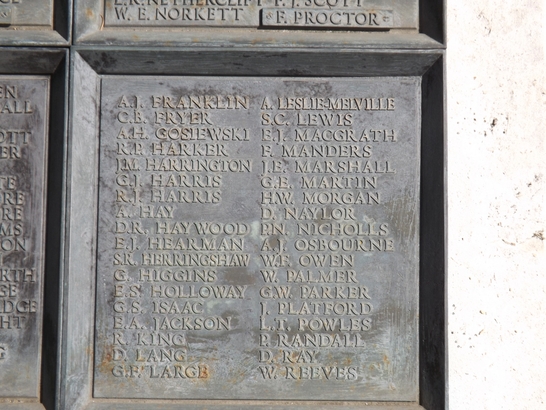 W. E. NORKETT
F. J. SCOTT
F. PROCTOR
A.J. FRANKLIN
C.B. FRYER
A.H. GOSIEWSKI
R.P. HARKER
J.M. HARRINGTON
C.J. HARRIS
R.J. HARRIS
A. HAY
D.R. HAYWOOD
E.J. HEARMAN
S.R. HERRINGSHAW
G. HIGGINS
E.S. HOLLOWAY
G.S. ISAAC
E.A. JACKSON
R. KING
D. LANG
G.F. LARGE
A. LESLIE-MELVILLE
S.G. LEWIS
E.J. MACGRATH
F. MANDERS
J.E. MARSHALL
G.E. MARTIN
H.W. MORGAN
D. NAYLOR
P.N. NICHOLLS
A.J. OSBOURNE
W.F. OWEN
W. PALMER
G.W. PARKER
J. PLATFORD
L.T. POWLES
P. RANDALL
D. RAY
W. REEVES